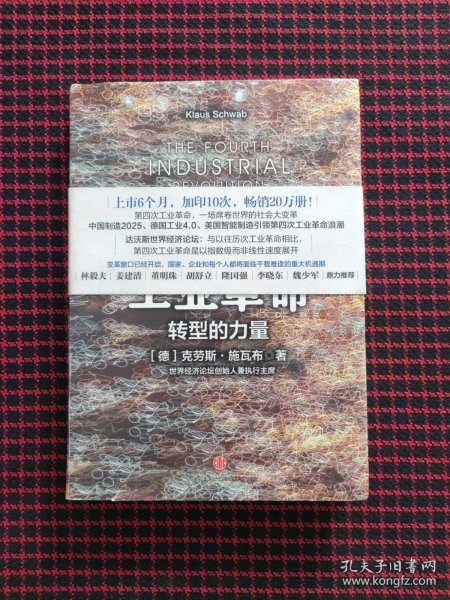 Klaus Schwab
THE FOURTH
INDUSTRIAL
REVOLUTION
上市6个月，加印10次，畅销20万册！
第四次工业革命，一场席卷世界的社会大变革
中国制造2025、德国工业4.0、美国智能制造引领第四次工业革命浪潮
达沃斯世界经济论坛：与以往历次工业革命相比，
第四次工业革命是以指数级而非线性速度展开
变革窗口已经开启，国家、企业和每个人都将面临千载难逢的重大机遇期
林毅夫｜姜建清｜董明珠｜胡舒立｜隆国强｜李晓东｜魏少军｜鼎力推荐
工业革命
转型的力量
［德］克劳斯·施瓦布◎著
世界经济论坛创始人兼执行主席
孔夫子旧书网
www.kongfz.com